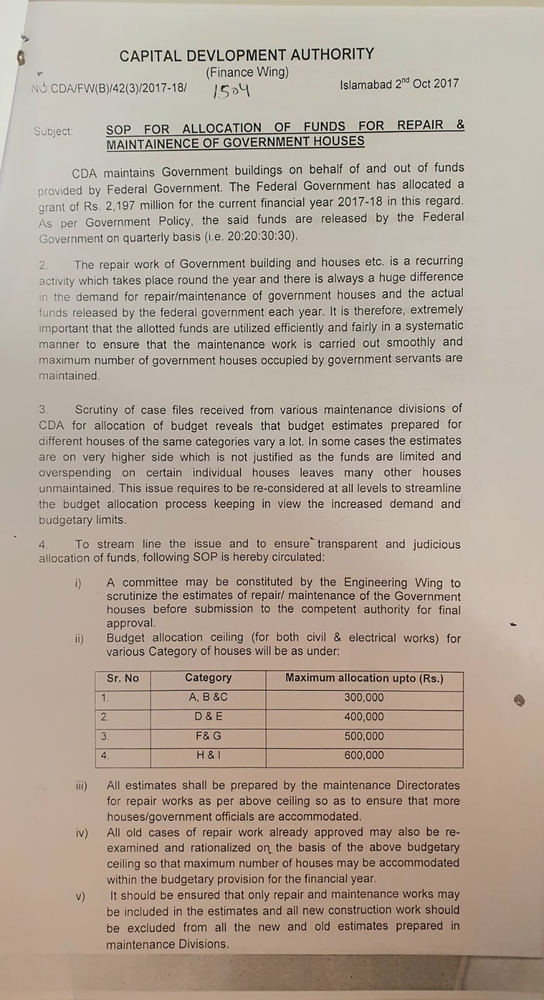 CAPITAL DEVLOPMENT AUTHORITY
(Finance Wing)
NO.CDA/FW(B)/42(3)/2017-18/ 1504 Islamabad 2nd Oct 2017
Subject: SOP FOR ALLOCATION OF FUNDS FOR REPAIR &
MAINTAINENCE OF GOVERNMENT HOUSES
CDA maintains Government buildings on behalf of and out of funds
provided by Federal Government. The Federal Government has allocated a
grant of Rs. 2,197 million for the current financial year 2017-18 in this regard.
As per Government Policy, the said funds are released by the Federal
Government on quarterly basis (i.e. 20:20:30:30).
2. The repair work of Government building and houses etc. is a recurring
activity which takes place round the year and there is always a huge difference
in the demand for repair/maintenance of government houses and the actual
funds released by the federal government each year. It is therefore, extremely
important that the allotted funds are utilized efficiently and fairly in a systematic
manner to ensure that the maintenance work is carried out smoothly and
maximum number of government houses occupied by government servants are
maintained.
3. Scrutiny of case files received from various maintenance divisions of
CDA for allocation of budget reveals that budget estimates prepared for
different houses of the same categories vary a lot. In some cases the estimates
are on very higher side which is not justified as the funds are limited and
overspending on certain individual houses leaves many other houses
unmaintained. This issue requires to be re-considered at all levels to streamline
the budget allocation process keeping in view the increased demand and
budgetary limits.
4. To stream line the issue and to ensure transparent and judicious
allocation of funds, following SOP is hereby circulated:
i) A committee may be constituted by the Engineering Wing to
scrutinize the estimates of repair/ maintenance of the Government
houses before submission to the competent authority for final
approval.
ii) Budget allocation ceiling (for both civil & electrical works) for
various Category of houses will be as under:
Sr. No Category Maximum allocation upto (Rs.)
1. A, B &C 300,000
2. D & E 400,000
3. F& G 500,000
4. H & I 600,000
iii) All estimates shall be prepared by the maintenance Directorates
for repair works as per above ceiling so as to ensure that more
houses/government officials are accommodated.
iv) All old cases of repair work already approved may also be re-
examined and rationalized on the basis of the above budgetary
ceiling so that maximum number of houses may be accommodated
within the budgetary provision for the financial year.
v) It should be ensured that only repair and maintenance works may
be included in the estimates and all new construction work should
be excluded from all the new and old estimates prepared in
maintenance Divisions.